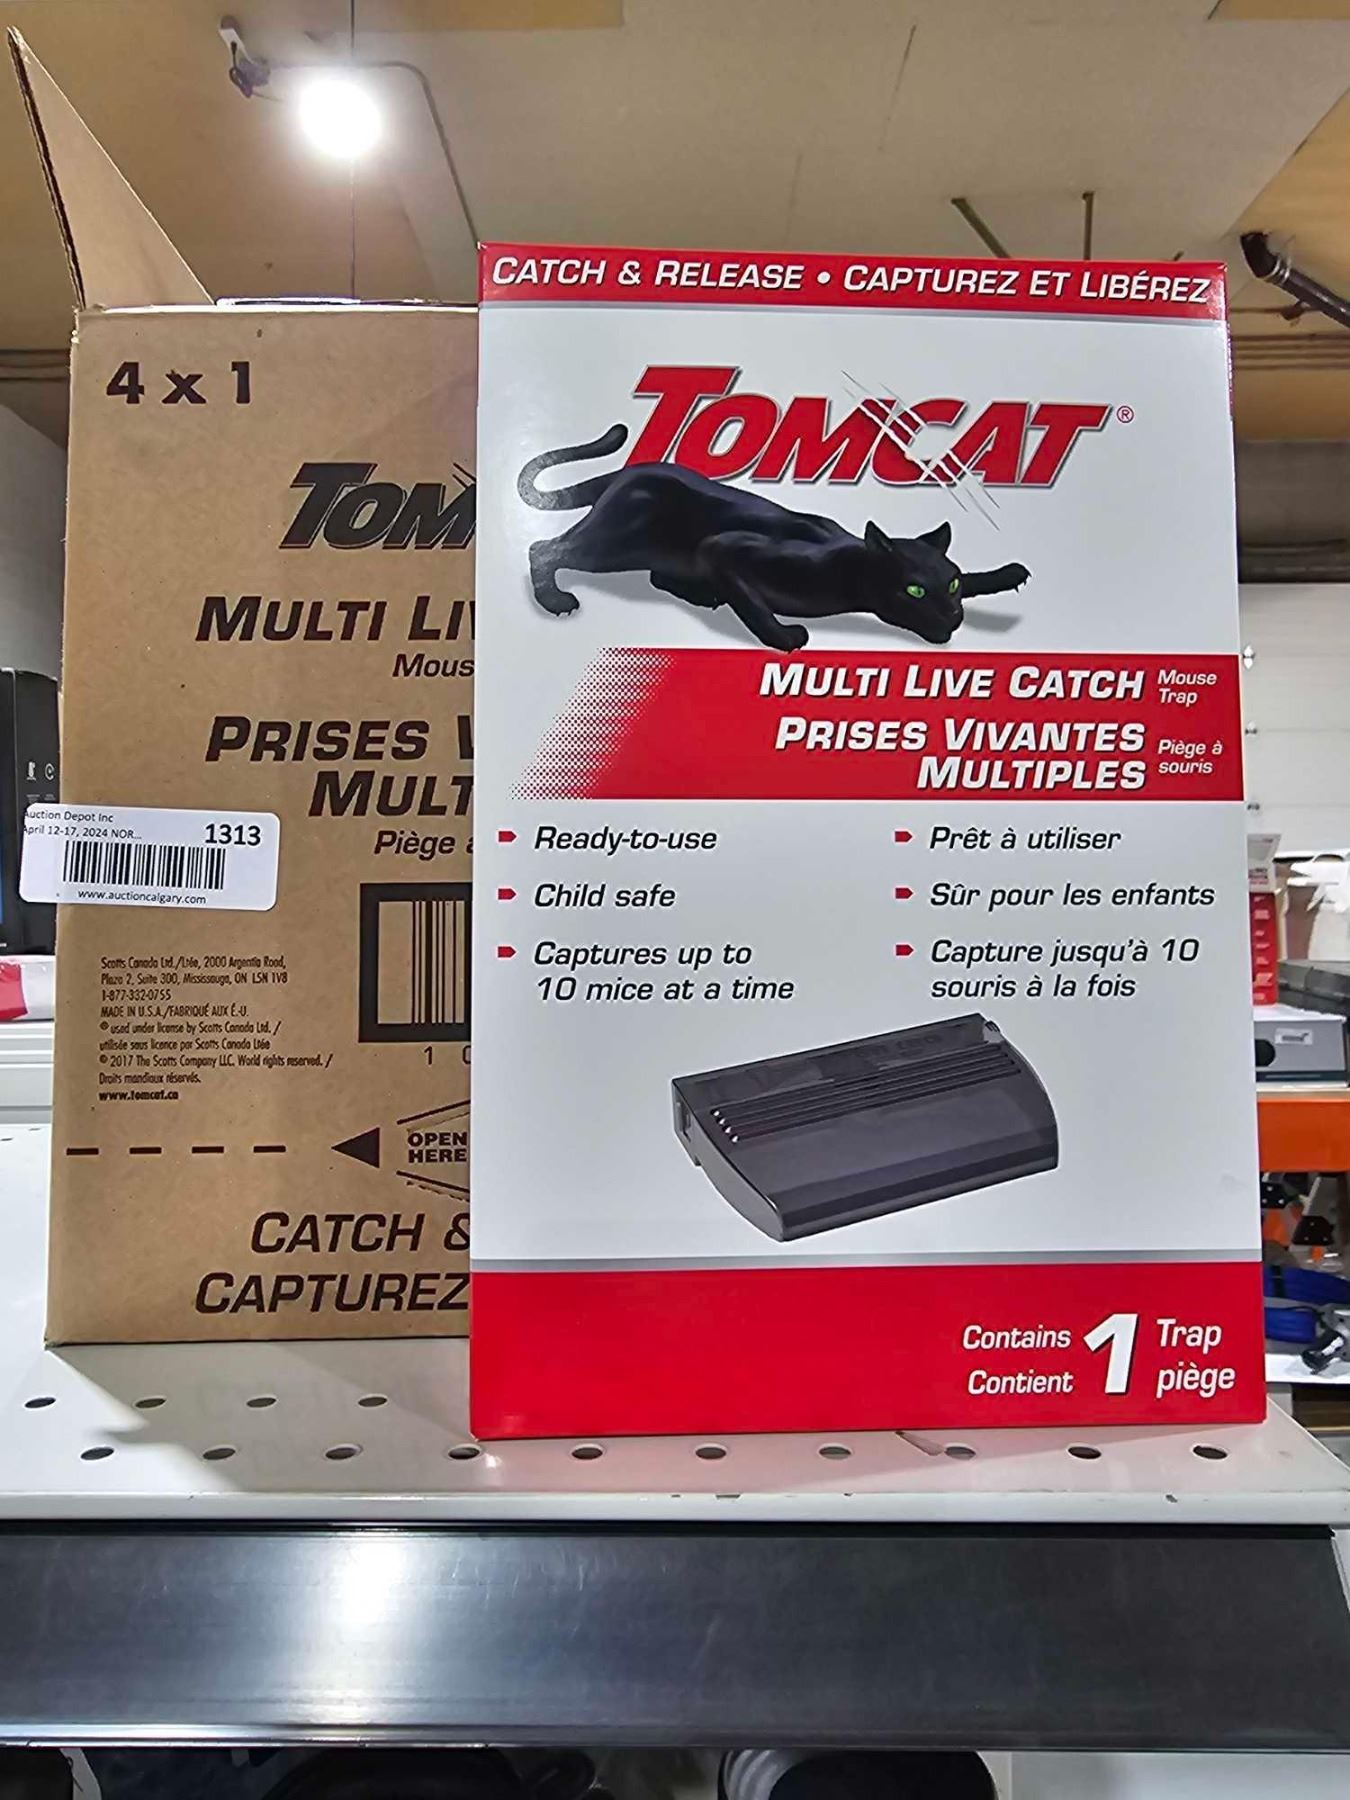 4 x 1
TOM
MULTI LI
Mous
PRISES
MULT
Piège
Auction Depot Inc
April 12-17, 2024 NOR...
1313
www.auctioncalgary.com
Scotts Canada Ltd./Ltée, 2000 Argentia Road,
Plaza 2, Suite 300, Mississauga, ON L5N 1V8
1-877-332-0755
MADE IN U.S.A./FABRIQUÉ AUX É.-U.
® used under license by Scotts Canada Ltd. /
utilisée sous licence par Scotts Canada Ltée
© 2017 The Scotts Company LLC. World rights reserved. /
Droits mondiaux réservés.
www.tomcat.ca
1 0
OPEN
HERE
CATCH &
CAPTUREZ
CATCH & RELEASE • CAPTUREZ ET LIBÉREZ
TOMCAT®
MULTI LIVE CATCH Mouse Trap
PRISES VIVANTES
MULTIPLES Piège à souris
Ready-to-use
Child safe
Captures up to
10 mice at a time
Prêt à utiliser
Sûr pour les enfants
Capture jusqu'à 10
souris à la fois
Contains 1 Trap
Contient piège